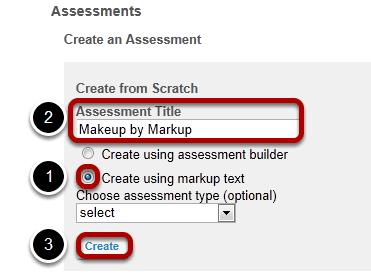 Assessments
Create an Assessment
Create from Scratch
2
Assessment Title
Makeup by Markup
Create using assessment builder
1
Create using markup text
Choose assessment type (optional)
select
3
Create